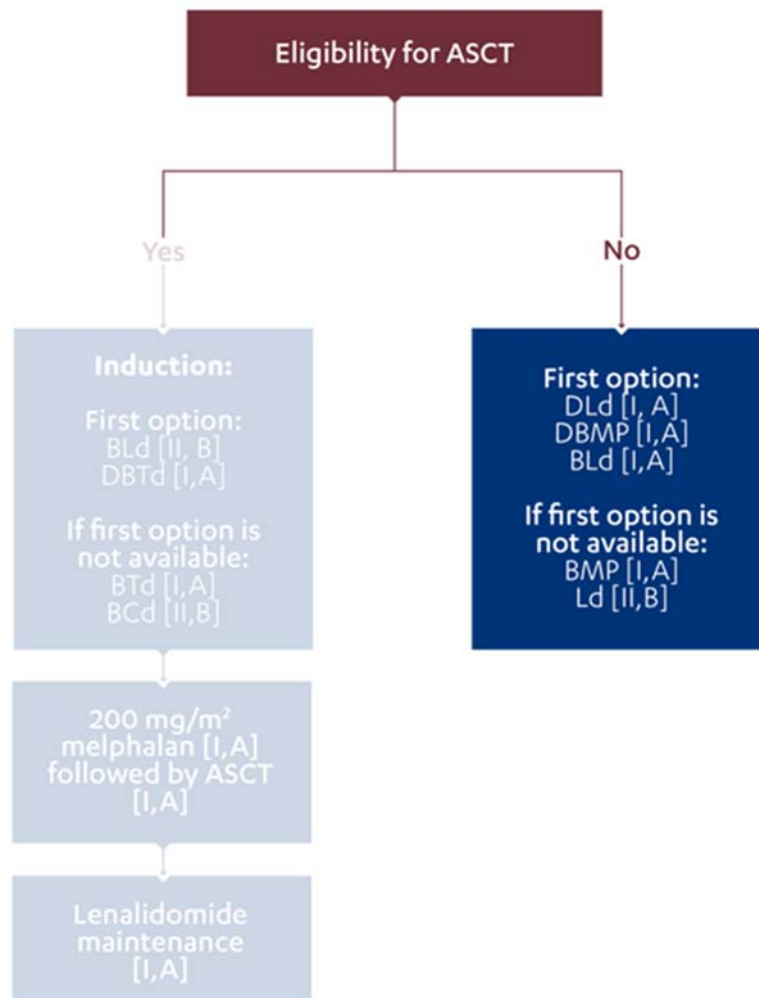 Eligibility for ASCT
Yes
No
Induction:
First option:
BLd [II, B]
DBTd [I,A]
If first option is
not available:
BTd [I,A]
BCd [II,B]
First option:
DLd [I, A]
DBMP [I,A]
BLd [I,A]
If first option is
not available:
BMP [I,A]
Ld [II,B]
200 mg/m²
melphalan [I,A]
followed by ASCT
[I,A]
Lenalidomide
maintenance
[I,A]